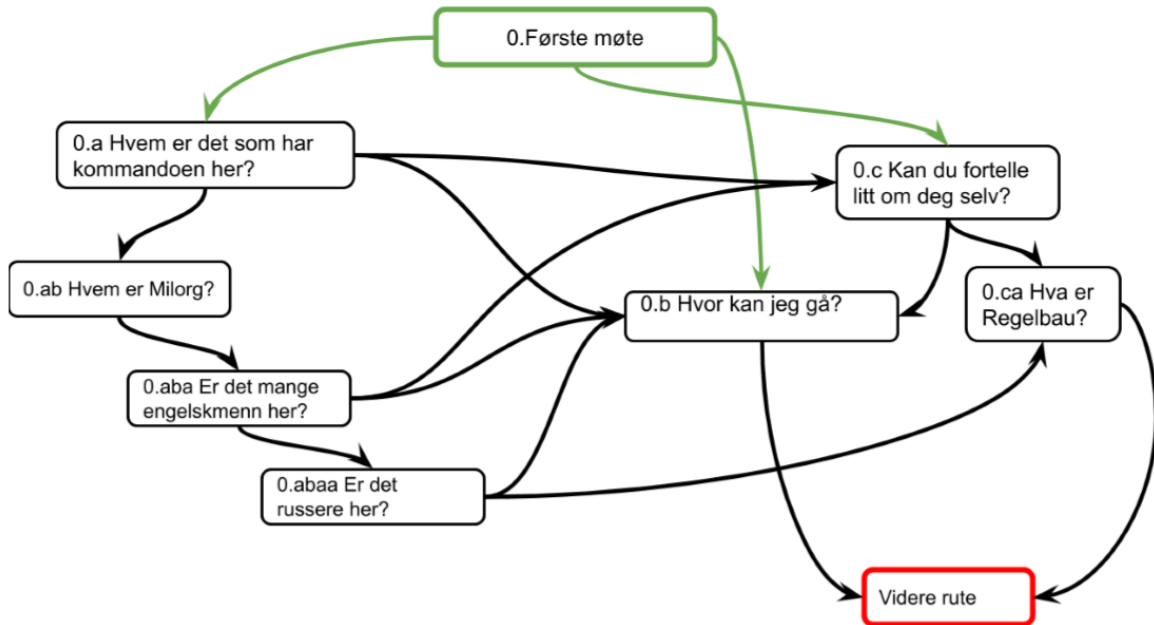 0.Første møte
0.a Hvem er det som har
kommandoen her?
0.c Kan du fortelle
litt om deg selv?
0.ab Hvem er Milorg?
0.b Hvor kan jeg gå?
0.ca Hva er
Regelbau?
0.aba Er det mange
engelskmenn her?
0.abaa Er det
russere her?
Videre rute